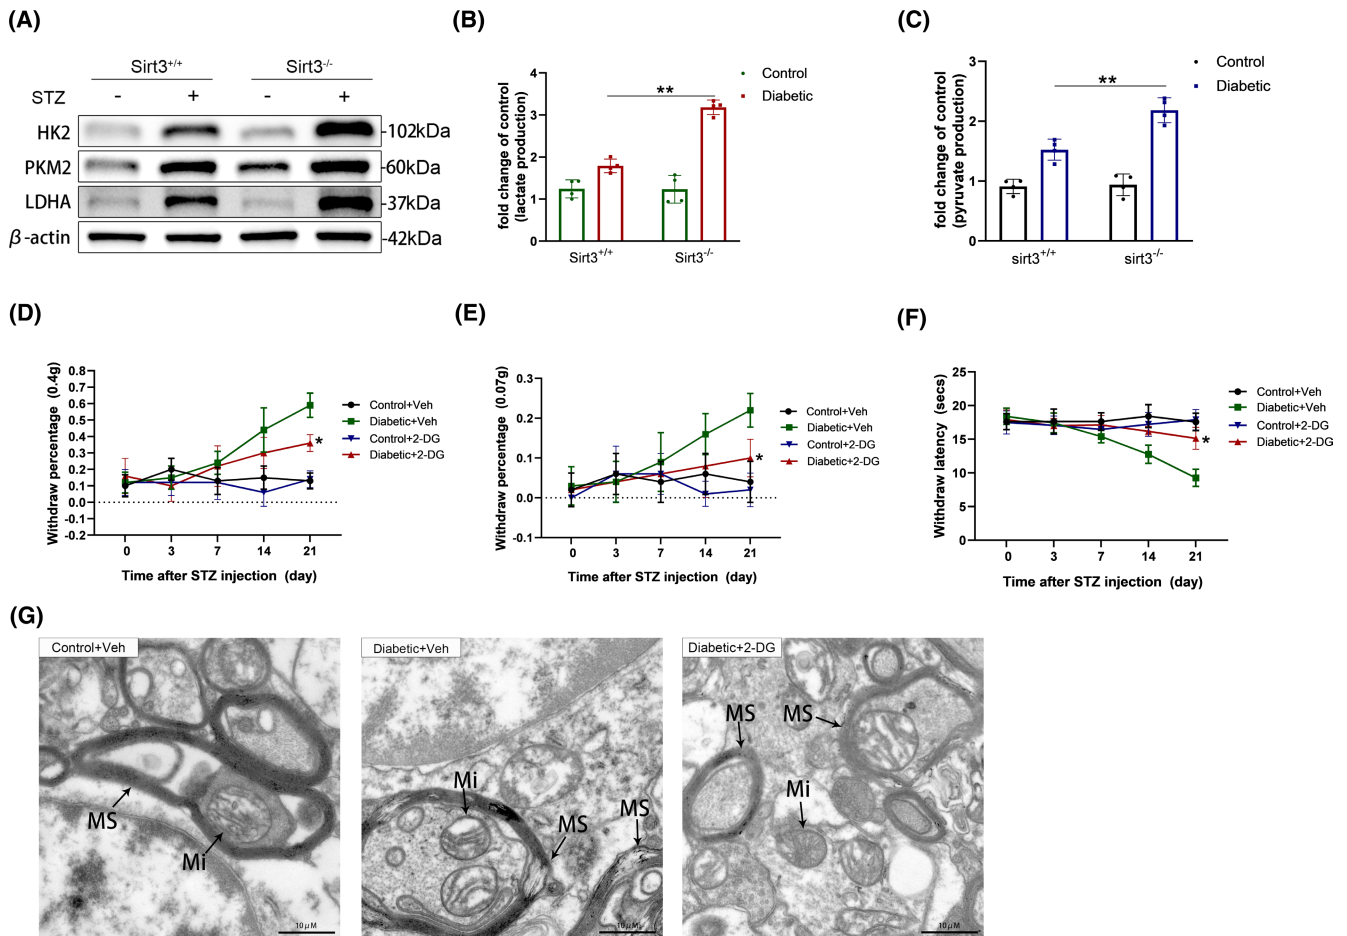 (A)
Sirt3+/+
Sirt3-/-
STZ - + - +
HK2 -102kDa
PKM2 -60kDa
LDHA -37kDa
β-actin -42kDa
(B)
fold change of control
(lactate production)
4
3
2
1
0
**
Control
Diabetic
Sirt3+/+ Sirt3-/-
(C)
fold change of control
(pyruvate production)
3
2
1
0
**
Control
Diabetic
sirt3+/+ sirt3-/-
(D)
Withdraw percentage (0.4g)
0.8
0.7
0.6
0.5
0.4
0.3
0.2
0.1
0.0
-0.1
-0.2
0 3 7 14 21
Time after STZ injection (day)
*
Control+Veh
Diabetic+Veh
Control+2-DG
Diabetic+2-DG
(E)
Withdraw percentage (0.07g)
0.3
0.2
0.1
0.0
-0.1
0 3 7 14 21
Time after STZ injection (day)
*
Control+Veh
Diabetic+Veh
Control+2-DG
Diabetic+2-DG
(F)
Withdraw latency (secs)
25
20
15
10
5
0
0 3 7 14 21
Time after STZ injection (day)
*
Control+Veh
Diabetic+Veh
Control+2-DG
Diabetic+2-DG
(G)
Control+Veh
MS
Mi
10μM
Diabetic+Veh
Mi
MS
MS
10μM
Diabetic+2-DG
MS
MS
Mi
10μM